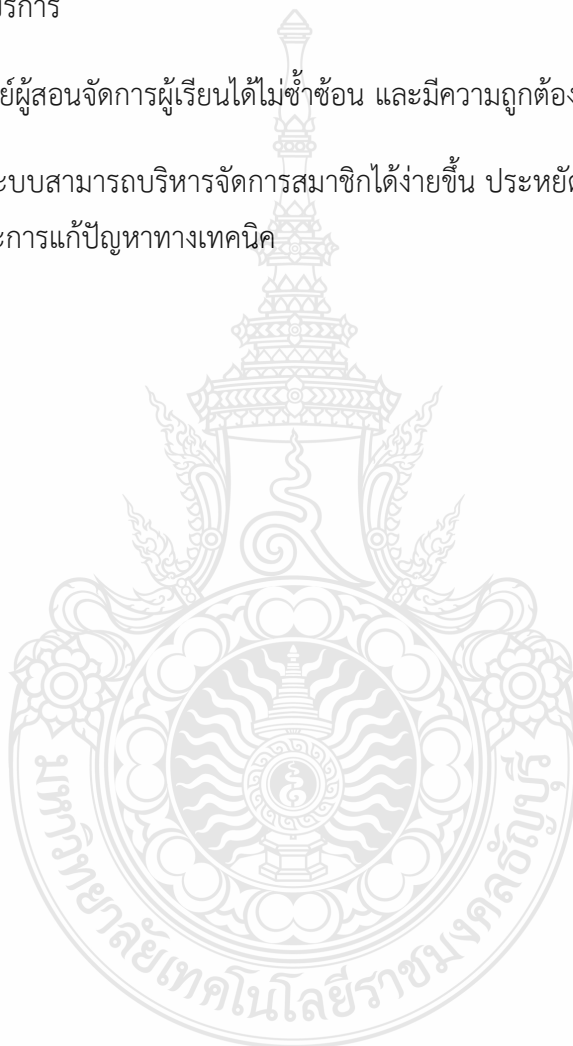 รการ
ย์ผู้สอนจัดการผู้เรียนได้ไม่ซ้ำซ้อน และมีความถูกต้อง
ะบบสามารถบริหารจัดการสมาชิกได้ง่ายขึ้น ประหยัด
ะการแก้ปัญหาทางเทคนิค
มหาวิทยาลัยเทคโนโลยีราชมงคลธัญบุรี